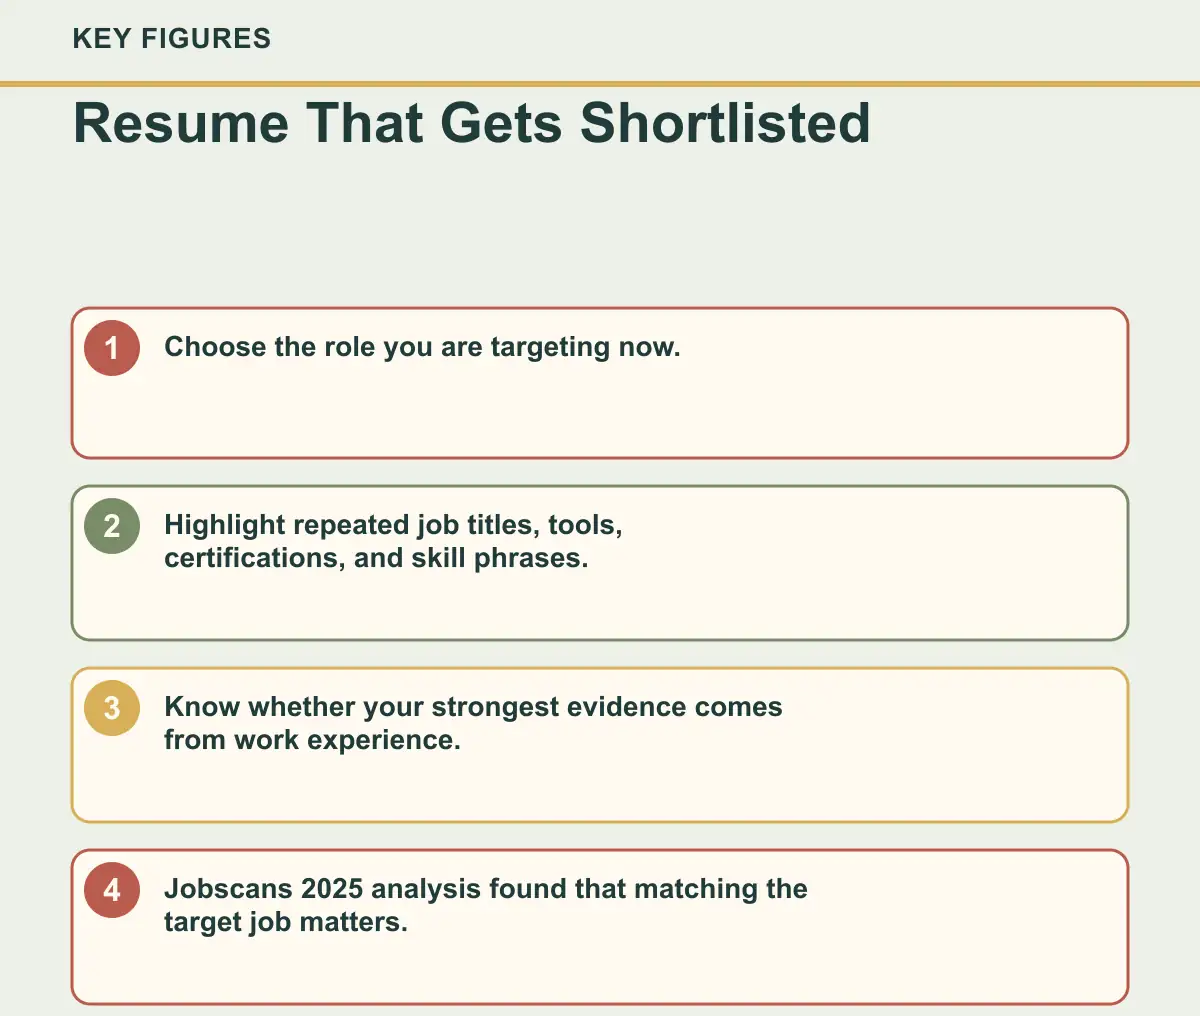 KEY FIGURES
Resume That Gets Shortlisted
1
Choose the role you are targeting now.
2
Highlight repeated job titles, tools,
certifications, and skill phrases.
3
Know whether your strongest evidence comes
from work experience.
4
Jobscans 2025 analysis found that matching the
target job matters.